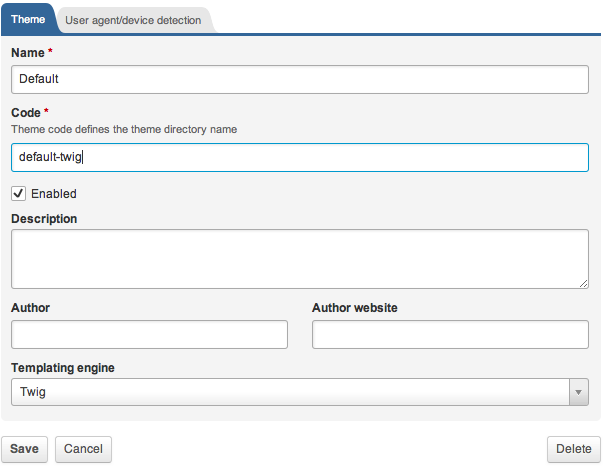 Theme User agent/device detection
Name *
Default
Code *
Theme code defines the theme directory name
default-twig
Enabled
Description
Author Author website
Templating engine
Twig
Save Cancel Delete